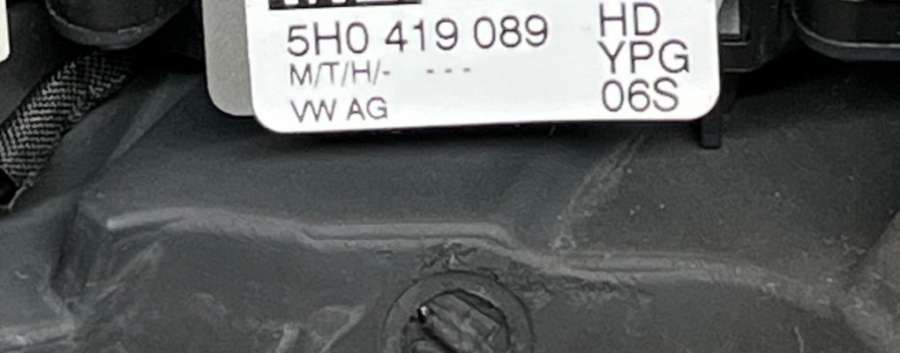 5H0 419 089 HD
M/T/H/- --- YPG
VW AG 06S